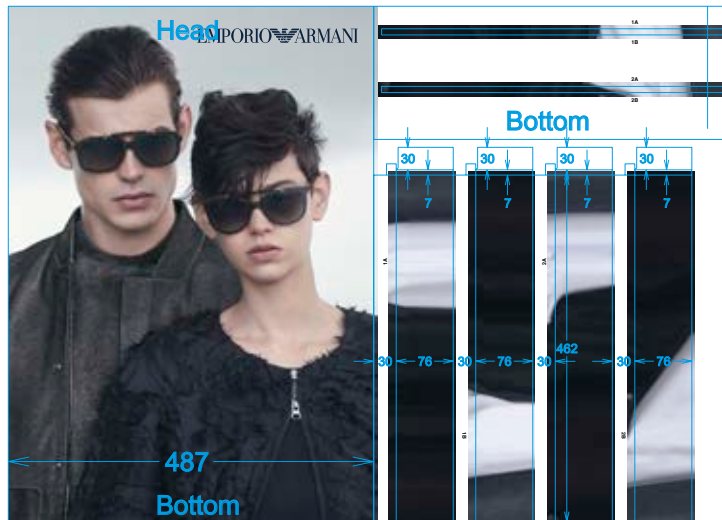 Head
EMPORIO ARMANI
1A
1B
2A
2B
Bottom
30
30
30
30
7
7
7
7
1A
2A
30
76
30
76
30
462
30
76
1B
2B
487
Bottom